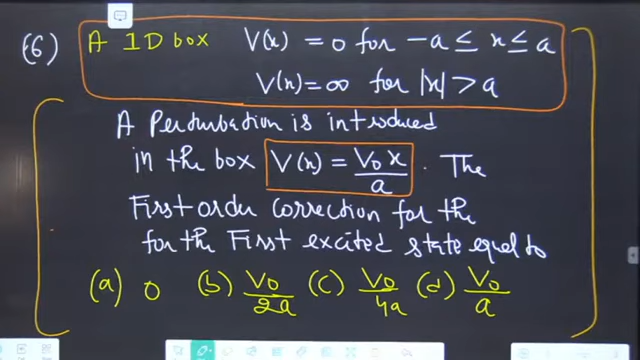 (6) A 1D box V(x) = 0 for -a ≤ x ≤ a
V(x) = ∞ for |x| > a
A Perturbation is introduced
in the box V(x) = V₀x/a . The
First order correction for the
for the First excited state equal to
(a) 0 (b) V₀/2a (c) V₀/4a (d) V₀/a